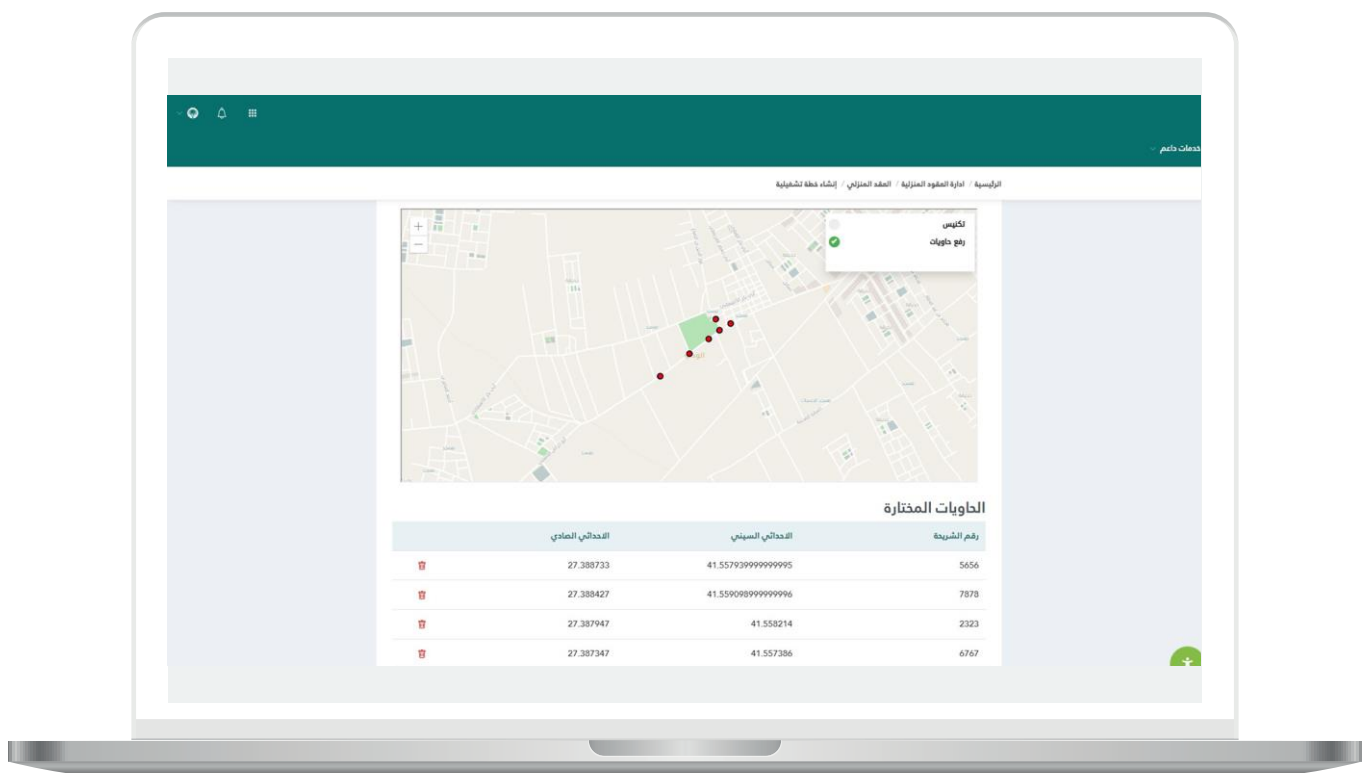 خدمات داعم
الرئيسية / ادارة العقود المنزلية / العقد المنزلي / إنشاء خطة تشغيلية
+
−
تكنيس
رفع حاويات
الحاويات المختارة
رقم الشريحة الاحداثي السيني الاحداثي الصادي
5656 41.557939999999995 27.388733
7878 41.559098999999996 27.388427
2323 41.558214 27.387947
6767 41.557386 27.387347